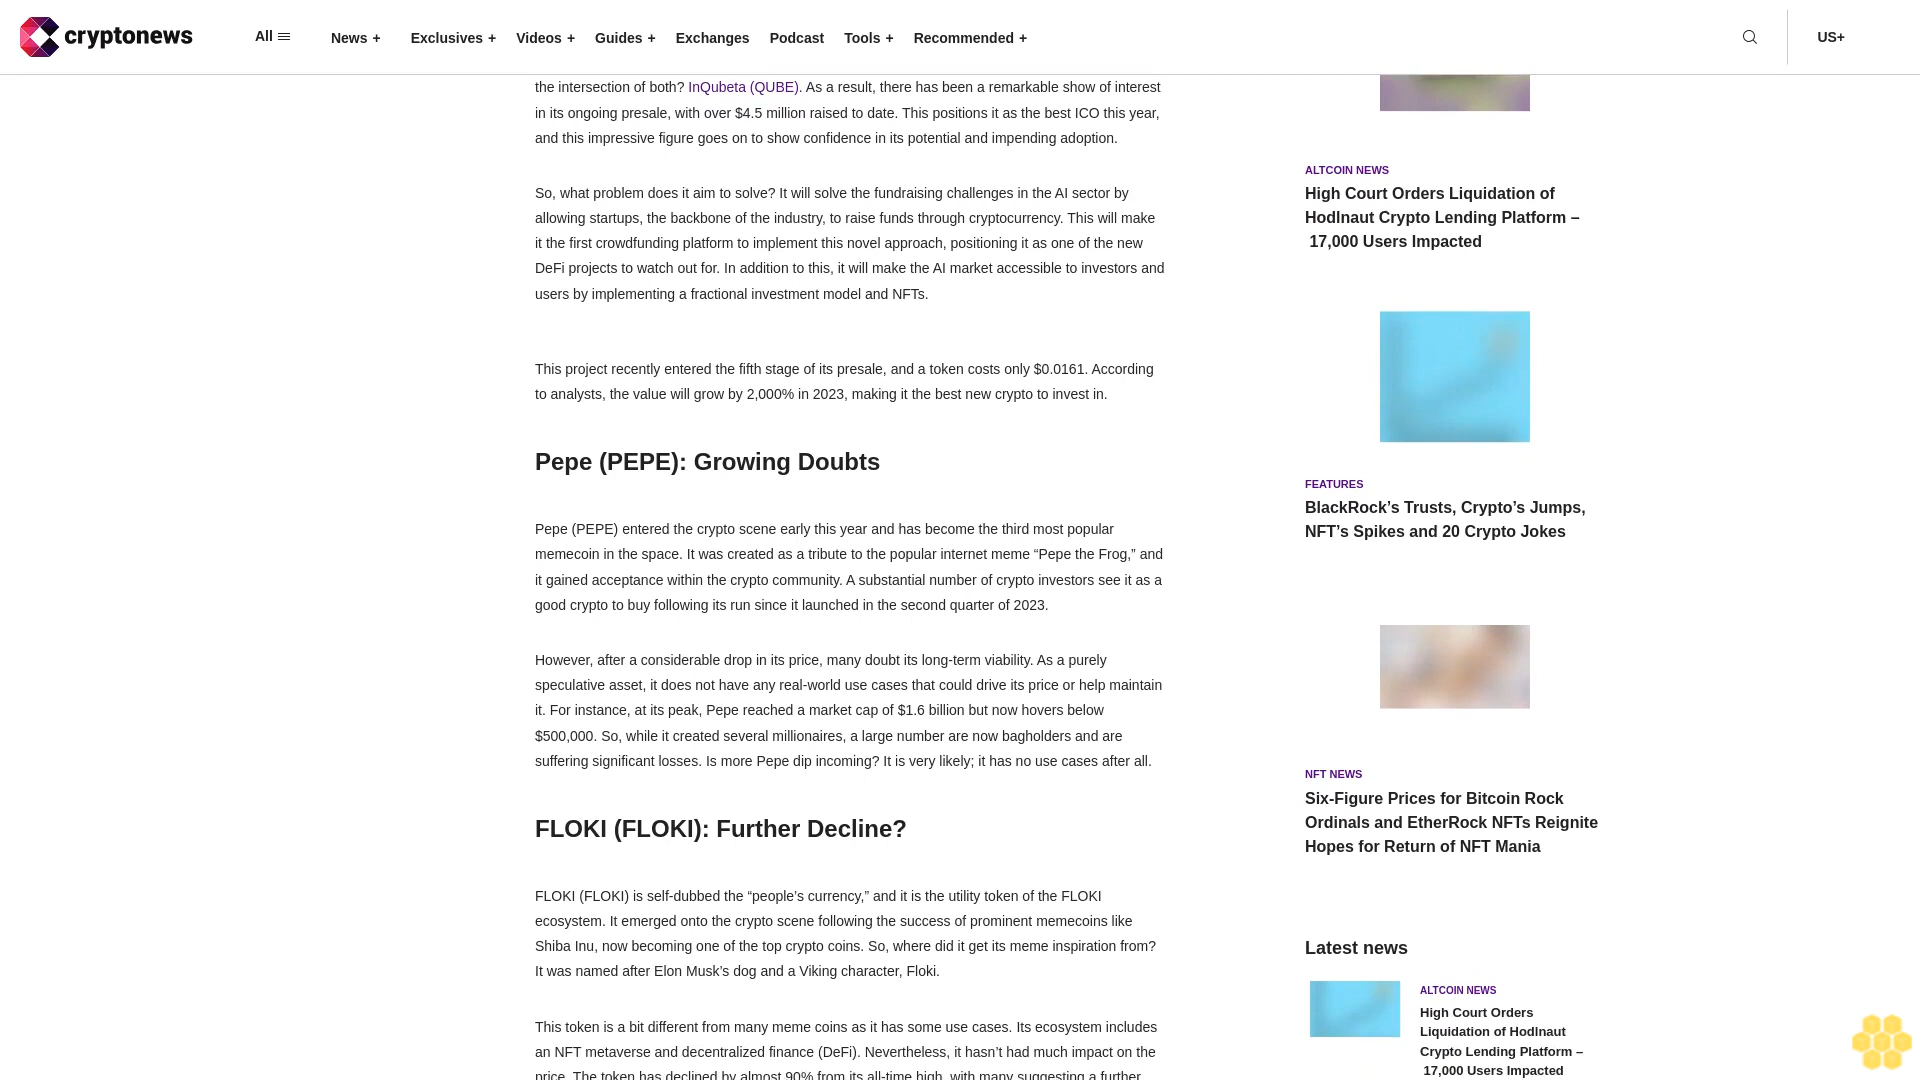 cryptonews
All
News +
Exclusives +
Videos +
Guides +
Exchanges
Podcast
Tools +
Recommended +
US+
the intersection of both? InQubeta (QUBE). As a result, there has been a remarkable show of interest
in its ongoing presale, with over $4.5 million raised to date. This positions it as the best ICO this year,
and this impressive figure goes on to show confidence in its potential and impending adoption.
So, what problem does it aim to solve? It will solve the fundraising challenges in the AI sector by
allowing startups, the backbone of the industry, to raise funds through cryptocurrency. This will make
it the first crowdfunding platform to implement this novel approach, positioning it as one of the new
DeFi projects to watch out for. In addition to this, it will make the AI market accessible to investors and
users by implementing a fractional investment model and NFTs.
This project recently entered the fifth stage of its presale, and a token costs only $0.0161. According
to analysts, the value will grow by 2,000% in 2023, making it the best new crypto to invest in.
Pepe (PEPE): Growing Doubts
Pepe (PEPE) entered the crypto scene early this year and has become the third most popular
memecoin in the space. It was created as a tribute to the popular internet meme “Pepe the Frog,” and
it gained acceptance within the crypto community. A substantial number of crypto investors see it as a
good crypto to buy following its run since it launched in the second quarter of 2023.
However, after a considerable drop in its price, many doubt its long-term viability. As a purely
speculative asset, it does not have any real-world use cases that could drive its price or help maintain
it. For instance, at its peak, Pepe reached a market cap of $1.6 billion but now hovers below
$500,000. So, while it created several millionaires, a large number are now bagholders and are
suffering significant losses. Is more Pepe dip incoming? It is very likely; it has no use cases after all.
FLOKI (FLOKI): Further Decline?
FLOKI (FLOKI) is self-dubbed the “people’s currency,” and it is the utility token of the FLOKI
ecosystem. It emerged onto the crypto scene following the success of prominent memecoins like
Shiba Inu, now becoming one of the top crypto coins. So, where did it get its meme inspiration from?
It was named after Elon Musk’s dog and a Viking character, Floki.
This token is a bit different from many meme coins as it has some use cases. Its ecosystem includes
an NFT metaverse and decentralized finance (DeFi). Nevertheless, it hasn’t had much impact on the
price. The token has declined by almost 90% from its all-time high, with many suggesting a further
ALTCOIN NEWS
High Court Orders Liquidation of
Hodlnaut Crypto Lending Platform –
17,000 Users Impacted
FEATURES
BlackRock’s Trusts, Crypto’s Jumps,
NFT’s Spikes and 20 Crypto Jokes
NFT NEWS
Six-Figure Prices for Bitcoin Rock
Ordinals and EtherRock NFTs Reignite
Hopes for Return of NFT Mania
Latest news
ALTCOIN NEWS
High Court Orders
Liquidation of Hodlnaut
Crypto Lending Platform –
17,000 Users Impacted